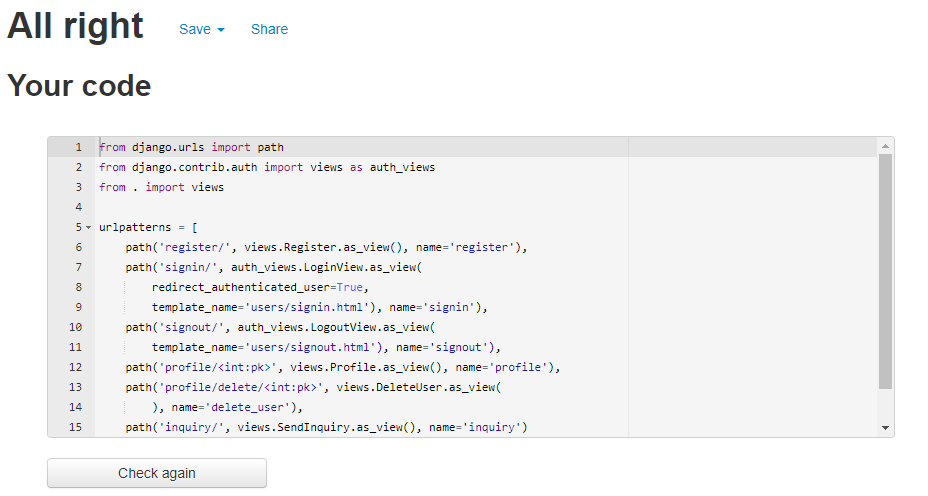 All right Save Share
Your code
1 from django.urls import path
2 from django.contrib.auth import views as auth_views
3 from . import views
4
5 urlpatterns = [
6     path('register/', views.Register.as_view(), name='register'),
7     path('signin/', auth_views.LoginView.as_view(
8         redirect_authenticated_user=True,
9         template_name='users/signin.html'), name='signin'),
10     path('signout/', auth_views.LogoutView.as_view(
11         template_name='users/signout.html'), name='signout'),
12     path('profile/<int:pk>', views.Profile.as_view(), name='profile'),
13     path('profile/delete/<int:pk>', views.DeleteUser.as_view(
14         ), name='delete_user'),
15     path('inquiry/', views.SendInquiry.as_view(), name='inquiry')
Check again